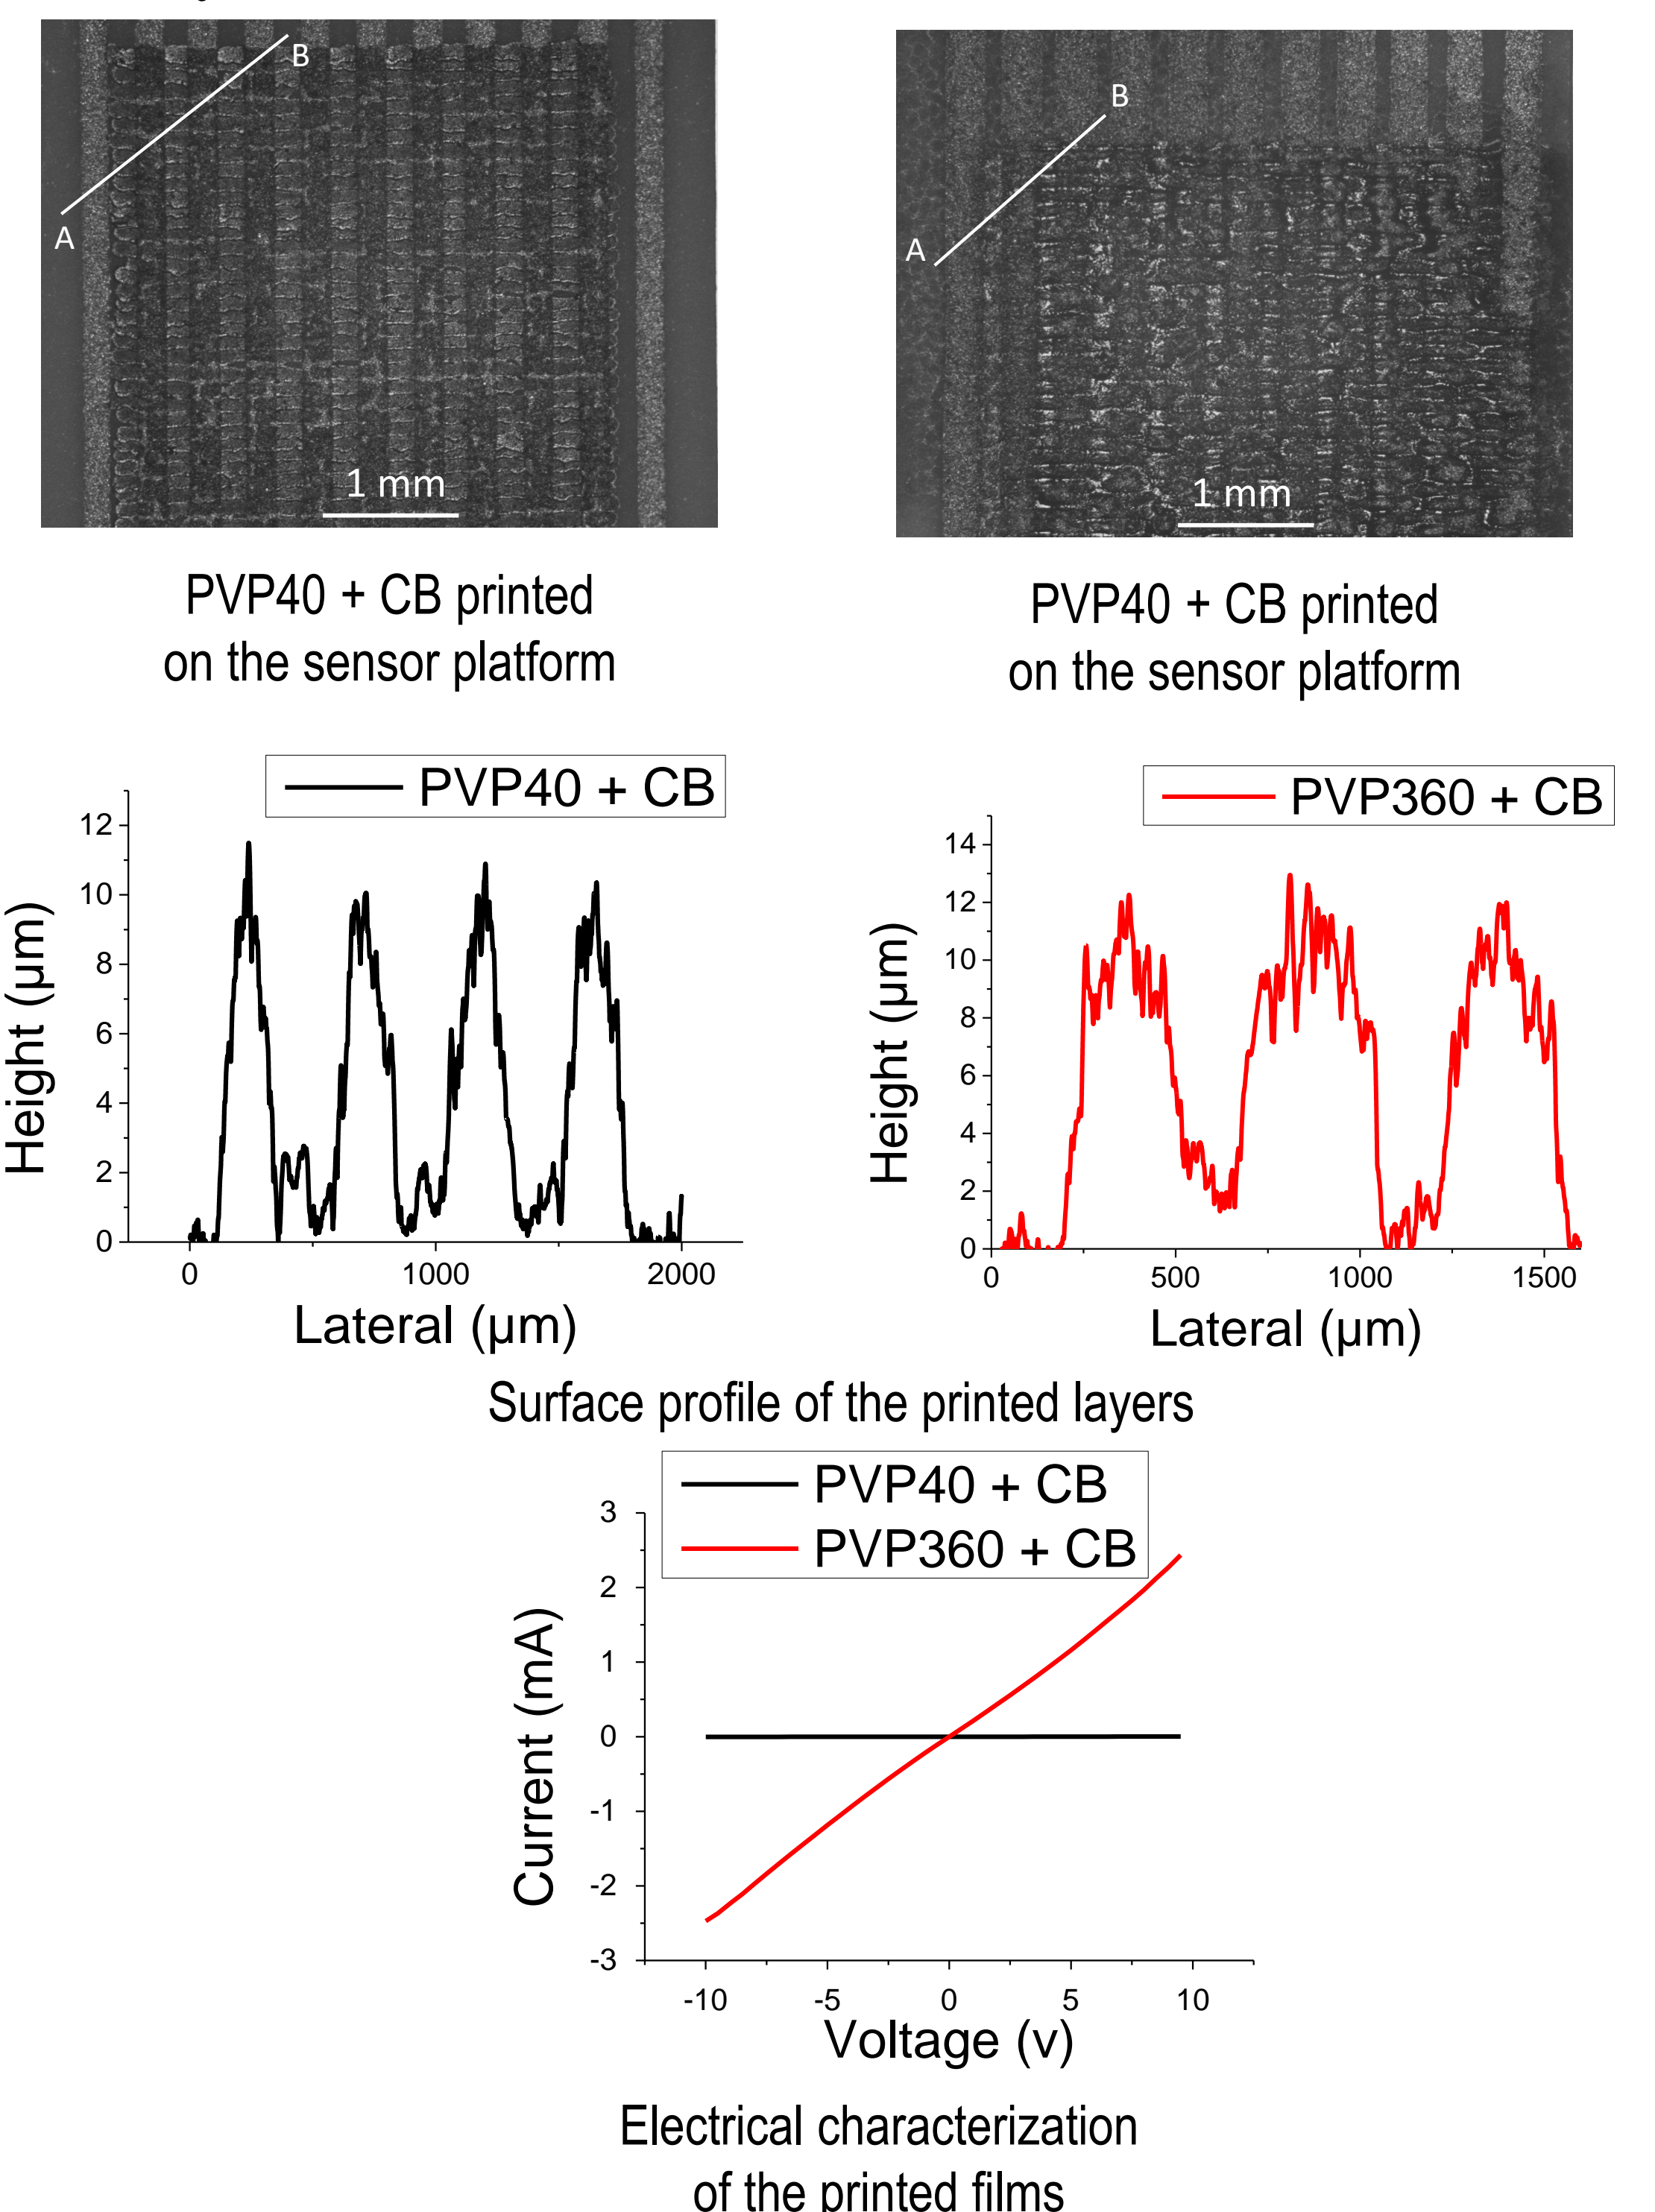 B
A
1 mm
B
A
1 mm
PVP40 + CB printed
on the sensor platform
PVP40 + CB printed
on the sensor platform
PVP40 + CB
12
10
8
6
4
2
0
Height (µm)
0
1000
2000
Lateral (µm)
PVP360 + CB
14
12
10
8
6
4
2
0
Height (µm)
0
500
1000
1500
Lateral (µm)
Surface profile of the printed layers
PVP40 + CB
PVP360 + CB
3
2
1
0
-1
-2
-3
Current (mA)
-10
-5
0
5
10
Voltage (v)
Electrical characterization
of the printed films